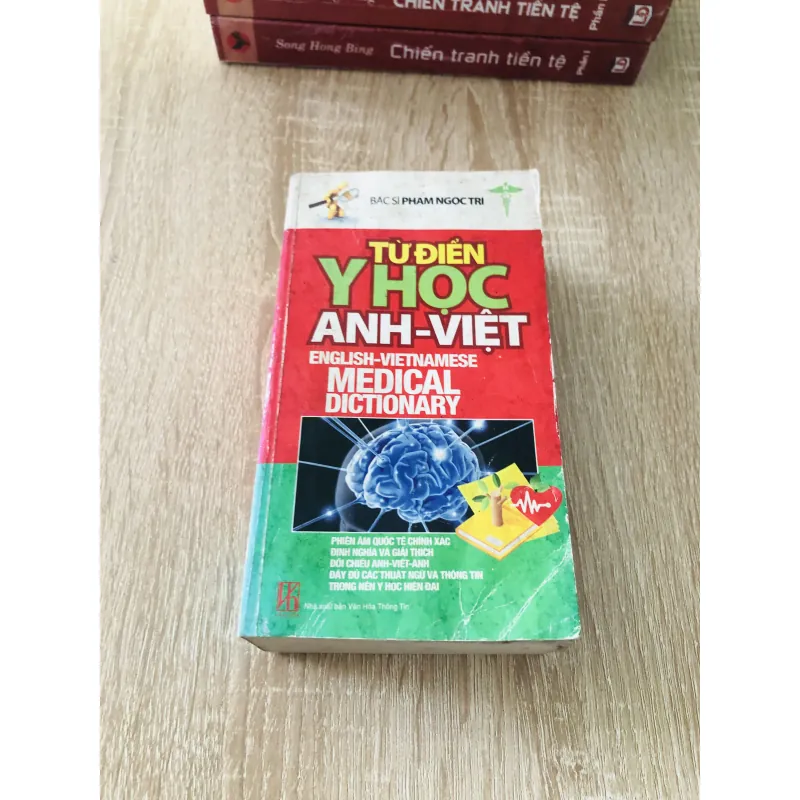 CHIẾN TRANH TIỀN TỆ
Song Hong Bing Chiến tranh tiền tệ Phần I
BÁC SĨ PHẠM NGỌC TRÍ
TỪ ĐIỂN
Y HỌC
ANH-VIỆT
ENGLISH-VIETNAMESE
MEDICAL
DICTIONARY
PHIÊN ÂM QUỐC TẾ CHÍNH XÁC
ĐỊNH NGHĨA VÀ GIẢI THÍCH
ĐỐI CHIẾU ANH-VIỆT-ANH
ĐẦY ĐỦ CÁC THUẬT NGỮ VÀ THÔNG TIN
TRONG NỀN Y HỌC HIỆN ĐẠI
Nhà xuất bản Văn Hóa Thông Tin